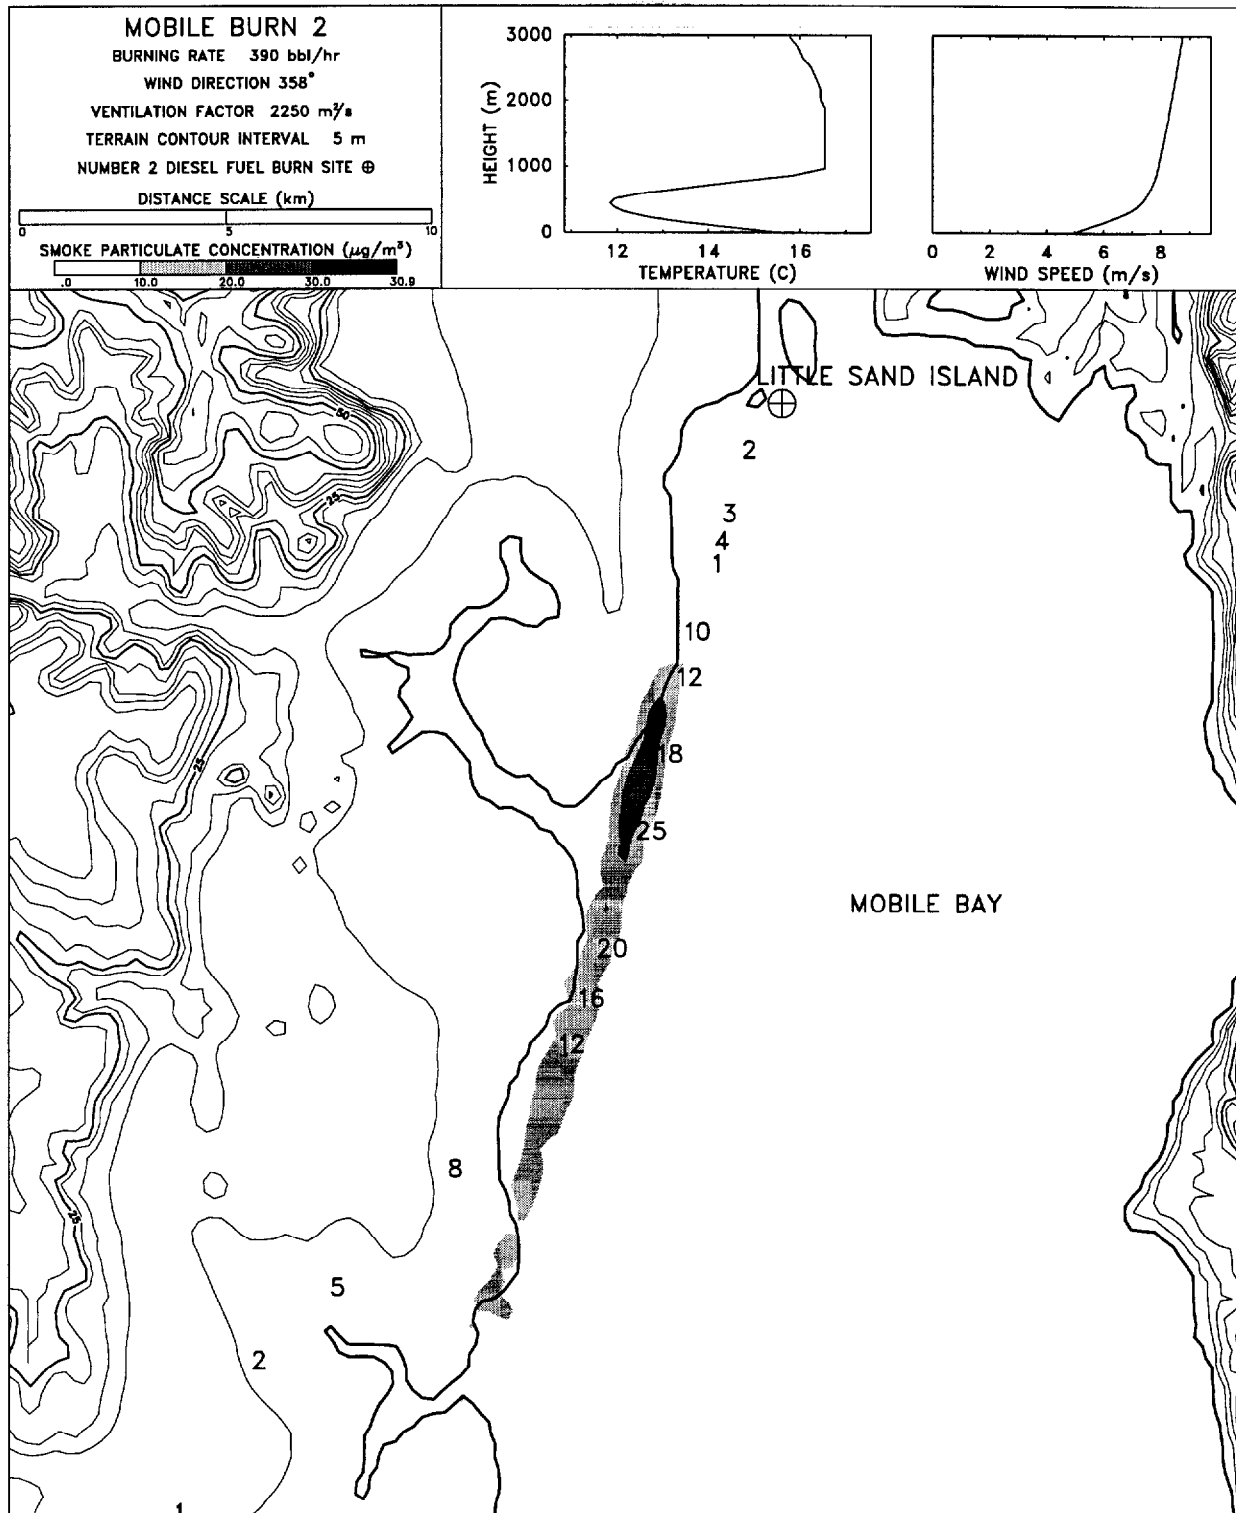 MOBILE BURN 2
BURNING RATE 390 bbl/hr
WIND DIRECTION 358°
VENTILATION FACTOR 2250 m²/s
TERRAIN CONTOUR INTERVAL 5 m
NUMBER 2 DIESEL FUEL BURN SITE ⊕
DISTANCE SCALE (km)
0 5 10
SMOKE PARTICULATE CONCENTRATION (μg/m³)
.0 10.0 20.0 30.0 30.9
HEIGHT (m)
3000
2000
1000
0
12 14 16
TEMPERATURE (C)
0 2 4 6 8
WIND SPEED (m/s)
LITTLE SAND ISLAND
50
2
25
3
4
1
10
12
18
25
25
MOBILE BAY
20
16
12
8
25
5
2
1